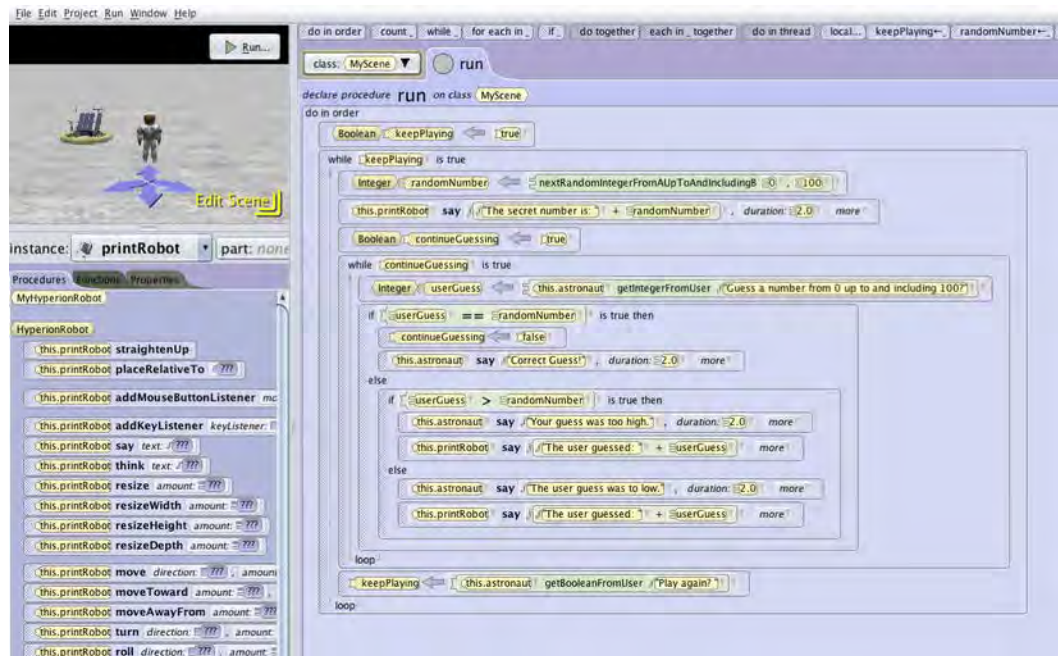 File Edit Project Run Window Help
Run...
do in order count _ while _ for each in _ if _ do together each in _ together do in thread local... keepPlaying← _ randomNumber← _
class: MyScene run
declare procedure run on class MyScene
do in order
Boolean keepPlaying true
while keepPlaying is true
Integer randomNumber nextRandomIntegerFromAUpToAndIncludingB 0 , 100
this.printRobot say "The secret number is: " + randomNumber , duration: 2.0 more
Boolean continueGuessing true
while continueGuessing is true
Integer userGuess this.astronaut getIntegerFromUser "Guess a number from 0 up to and including 100?"
if userGuess == randomNumber is true then
continueGuessing false
this.astronaut say "Correct Guess!" , duration: 2.0 more
else
if userGuess > randomNumber is true then
this.astronaut say "Your guess was too high." , duration: 2.0 more
this.printRobot say "The user guessed: " + userGuess more
else
this.astronaut say "The user guess was to low." , duration: 2.0 more
this.printRobot say "The user guessed: " + userGuess more
loop
keepPlaying this.astronaut getBooleanFromUser "Play again? "
loop
Edit Scene
instance: printRobot part: none
Procedures Functions Properties
MyHyperionRobot
HyperionRobot
this.printRobot straightenUp
this.printRobot placeRelativeTo ???
this.printRobot addMouseButtonListener mo
this.printRobot addKeyListener keyListener:
this.printRobot say text: ???
this.printRobot think text: ???
this.printRobot resize amount: ???
this.printRobot resizeWidth amount: ???
this.printRobot resizeHeight amount: ???
this.printRobot resizeDepth amount: ???
this.printRobot move direction: ??? , amount
this.printRobot moveToward amount: ??? ,
this.printRobot moveAwayFrom amount: ???
this.printRobot turn direction: ??? , amount:
this.printRobot roll direction: ??? , amount: